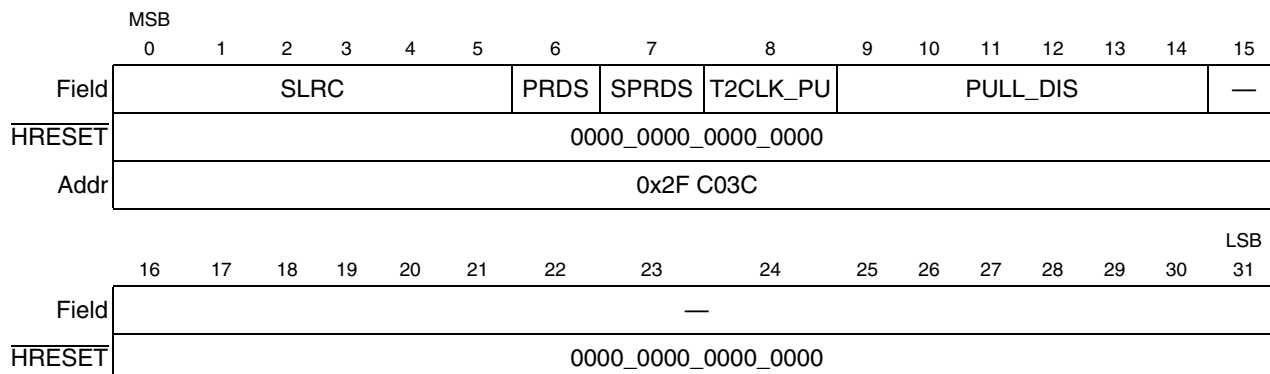 MSB
0 1 2 3 4 5 6 7 8 9 10 11 12 13 14 15
Field SLRC PRDS SPRDS T2CLK_PU PULL_DIS —
HRESET 0000_0000_0000_0000
Addr 0x2F C03C
LSB
16 17 18 19 20 21 22 23 24 25 26 27 28 29 30 31
Field —
HRESET 0000_0000_0000_0000